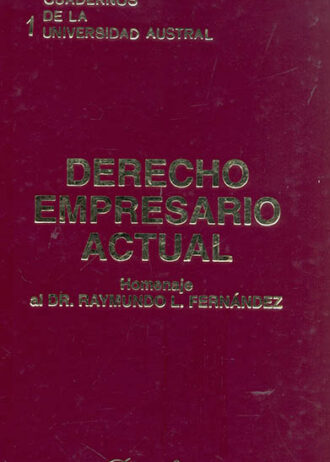 CUADERNOS
DE LA
1 UNIVERSIDAD AUSTRAL
DERECHO
EMPRESARIO
ACTUAL
Homenaje
al DR. RAYMUNDO L. FERNÁNDEZ